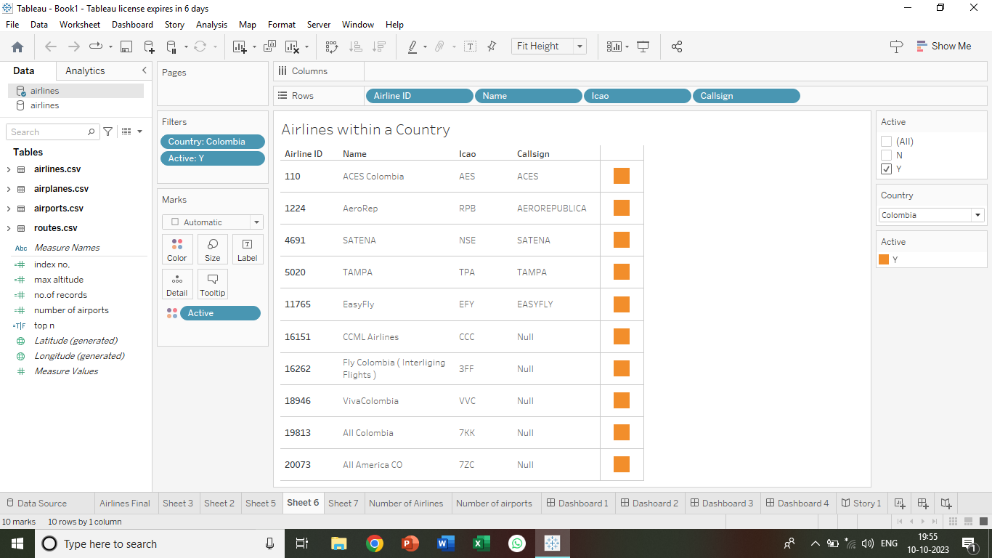 Tableau - Book1 - Tableau license expires in 6 days
File Data Worksheet Dashboard Story Analysis Map Format Server Window Help
Fit Height
Show Me
Data Analytics
airlines
airlines
Search
Tables
airlines.csv
airplanes.csv
airports.csv
routes.csv
Abc Measure Names
index no.
max altitude
no.of records
number of airports
top n
Latitude (generated)
Longitude (generated)
Measure Values
Pages
Filters
Country: Colombia
Active: Y
Marks
Automatic
Color Size Label
Detail Tooltip
Active
Columns
Rows Airline ID Name Icao Callsign
Airlines within a Country
Airline ID Name Icao Callsign
110 ACES Colombia AES ACES
1224 AeroRep RPB AEROREPUBLICA
4691 SATENA NSE SATENA
5020 TAMPA TPA TAMPA
11765 EasyFly EFY EASYFLY
16151 CCML Airlines CCC Null
16262 Fly Colombia ( Interliging Flights ) 3FF Null
18946 VivaColombia VVC Null
19813 All Colombia 7KK Null
20073 All America CO 7ZC Null
Active
(All)
N
Y
Country
Colombia
Active
Y
Data Source Airlines Final Sheet 3 Sheet 2 Sheet 5 Sheet 6 Sheet 7 Number of Airlines Number of airports Dashboard 1 Dashoard 2 Dashboard 3 Dashboard 4 Story 1
10 marks 10 rows by 1 column
Type here to search
ENG
19:55
10-10-2023
1